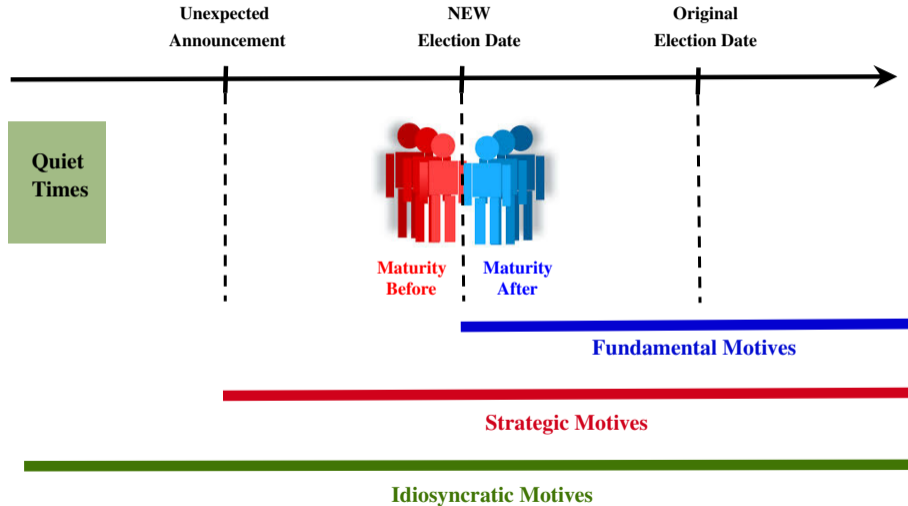 Unexpected
Announcement
NEW
Election Date
Original
Election Date
Quiet
Times
Maturity
Before
Maturity
After
Fundamental Motives
Strategic Motives
Idiosyncratic Motives